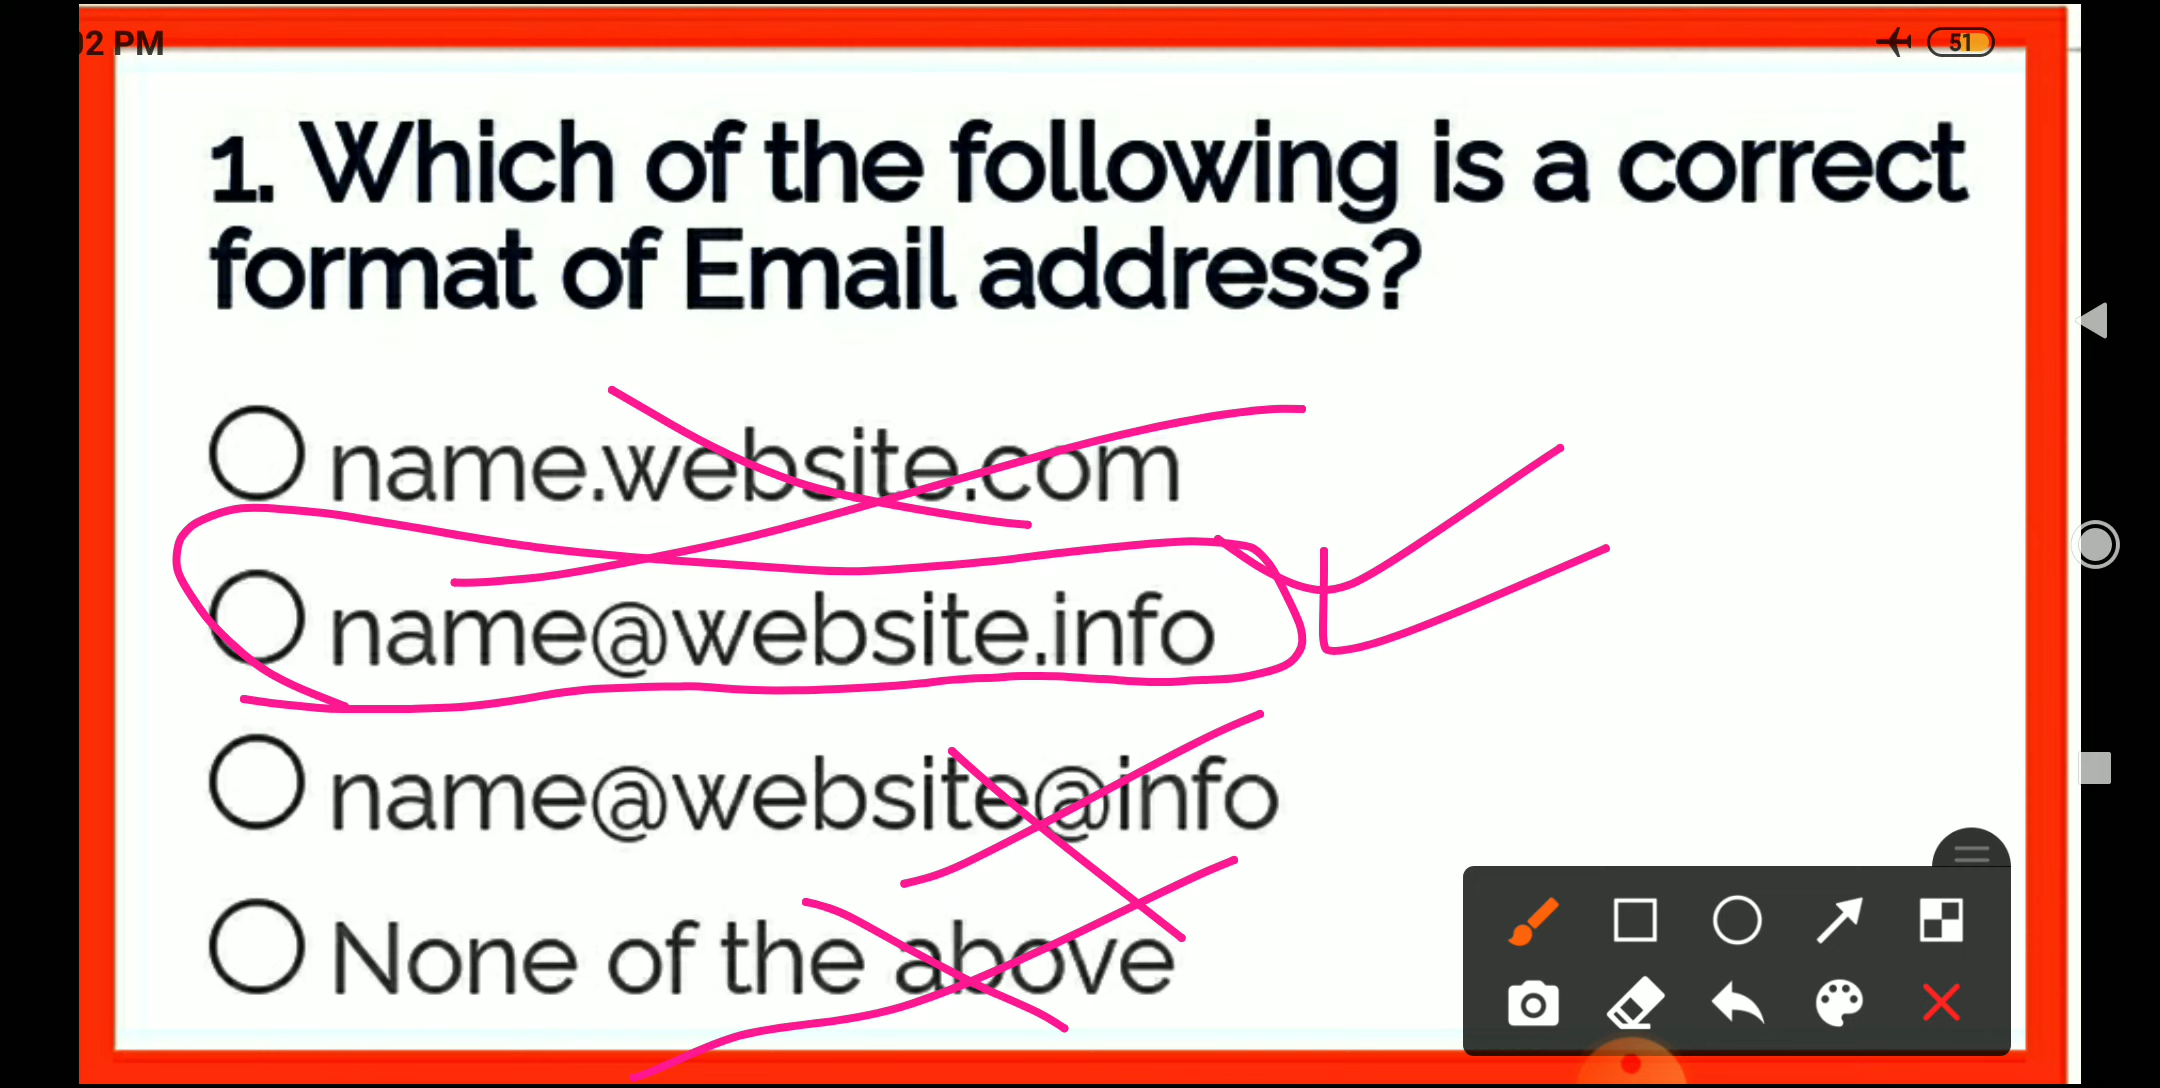 02 PM
51
1. Which of the following is a correct
format of Email address?
name.website.com
name@website.info
name@website@info
None of the above